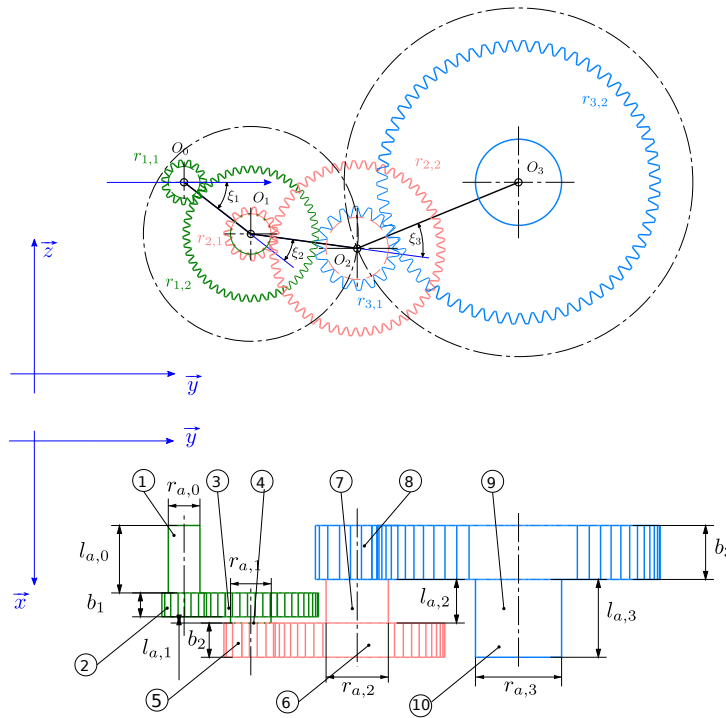 r3,2
O0
r1,1
r2,2
O3
ξ1
O1
r2,1
ξ2
ξ3
O2
z
r1,2
r3,1
y
y
1
3
4
7
8
9
ra,0
la,0
ra,1
la,2
la,3
b1
b2
x
la,1
2
5
6
10
ra,2
ra,3